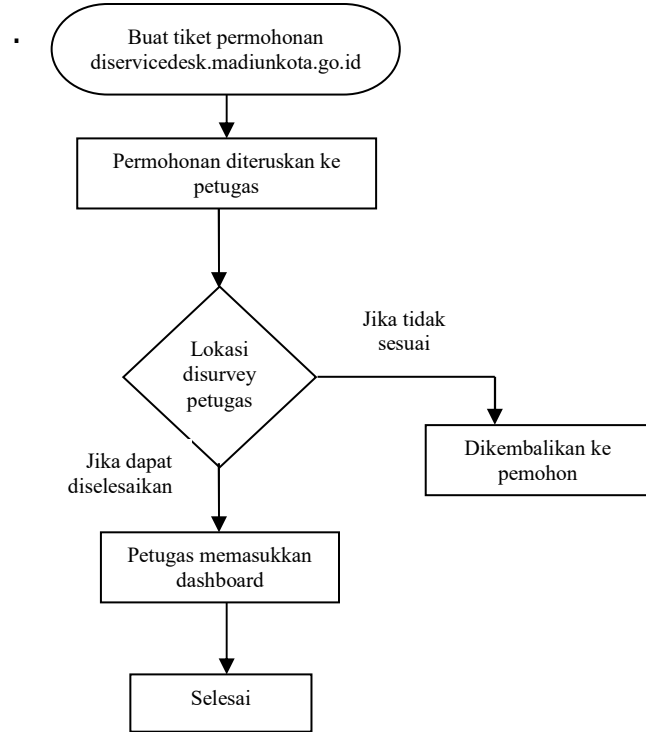 Buat tiket permohonan
diservicedesk.madiunkota.go.id
Permohonan diteruskan ke
petugas
Lokasi
disurvey
petugas
Jika tidak
sesuai
Dikembalikan ke
pemohon
Jika dapat
diselesaikan
Petugas memasukkan
dashboard
Selesai